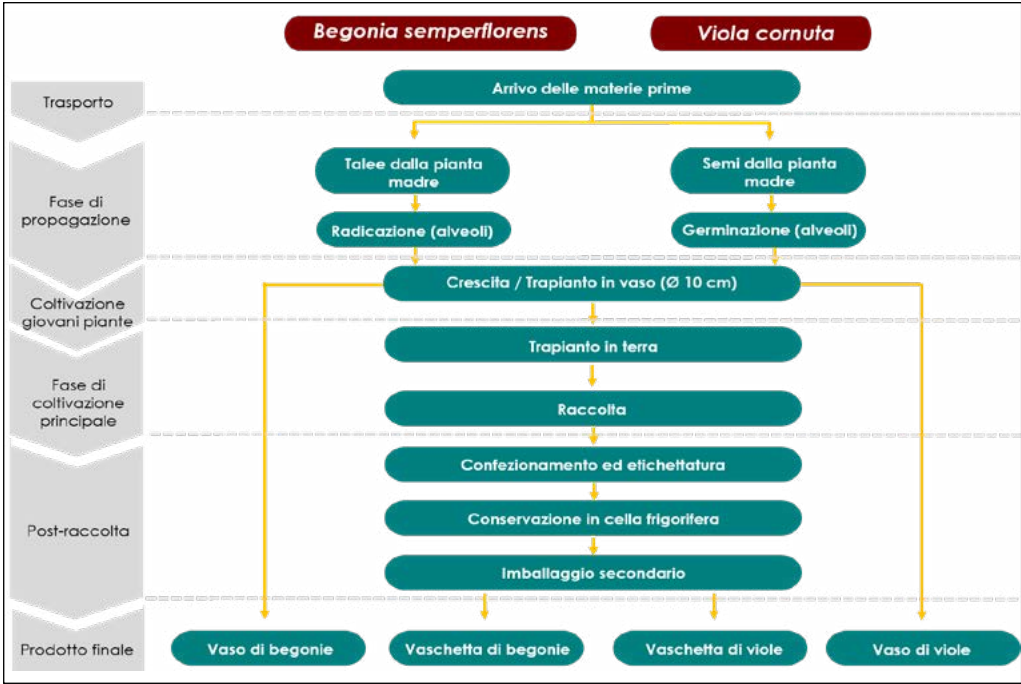 Begonia semperflorens
Viola cornuta
Trasporto
Arrivo delle materie prime
Fase di
propagazione
Talee dalla pianta
madre
Semi dalla pianta
madre
Radicazione (alveoli)
Germinazione (alveoli)
Coltivazione
giovani piante
Crescita / Trapianto in vaso (Ø 10 cm)
Fase di
coltivazione
principale
Trapianto in terra
Raccolta
Post-raccolta
Confezionamento ed etichettatura
Conservazione in cella frigorifera
Imballaggio secondario
Prodotto finale
Vaso di begonie
Vaschetta di begonie
Vaschetta di viole
Vaso di viole